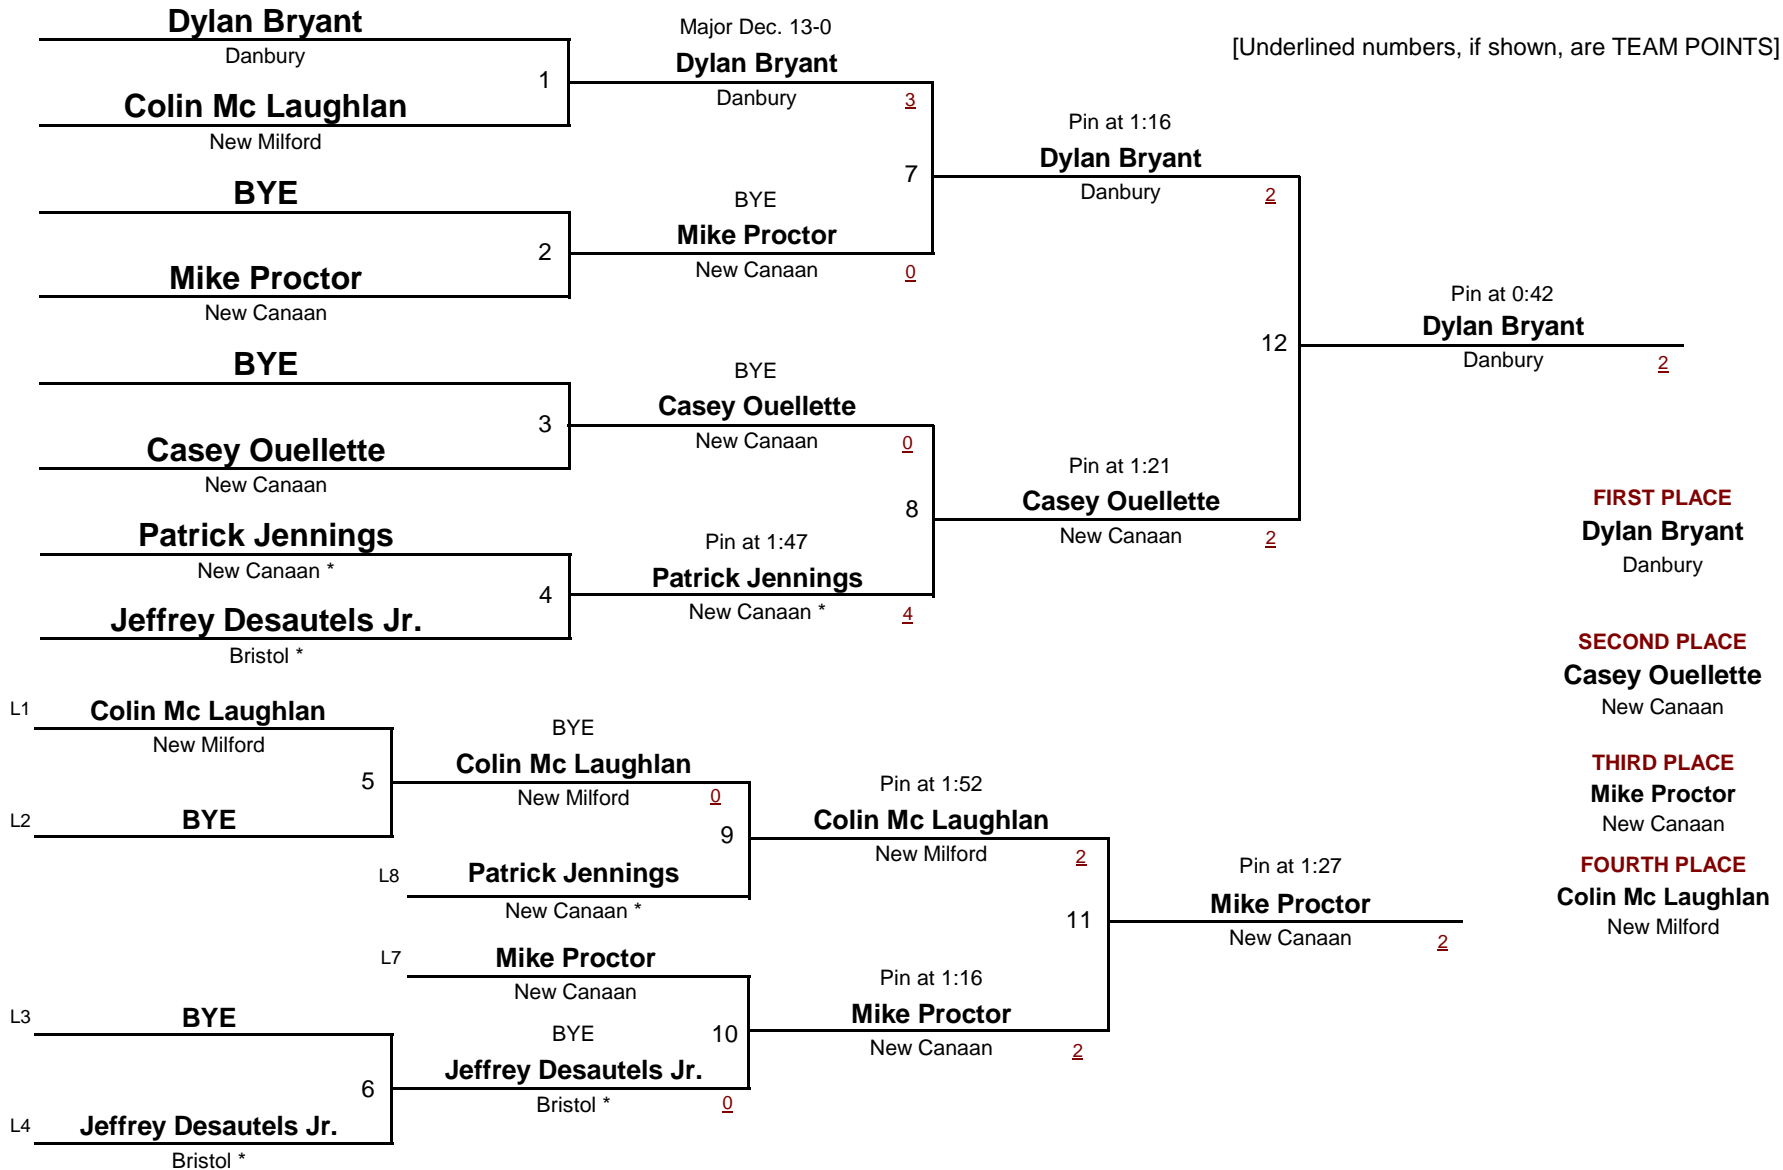 Dylan Bryant
Danbury
1
Colin Mc Laughlan
New Milford
BYE
2
Mike Proctor
New Canaan
BYE
3
Casey Ouellette
New Canaan
Patrick Jennings
New Canaan *
4
Jeffrey Desautels Jr.
Bristol *
Major Dec. 13-0
Dylan Bryant
Danbury 3
7
BYE
Mike Proctor
New Canaan 0
BYE
Casey Ouellette
New Canaan 0
8
Pin at 1:47
Patrick Jennings
New Canaan * 4
[Underlined numbers, if shown, are TEAM POINTS]
Pin at 1:16
Dylan Bryant
Danbury 2
12
Pin at 1:21
Casey Ouellette
New Canaan 2
Pin at 0:42
Dylan Bryant
Danbury 2
L1 Colin Mc Laughlan
New Milford
5
L2 BYE
L3 BYE
6
L4 Jeffrey Desautels Jr.
Bristol *
BYE
Colin Mc Laughlan
New Milford 0
9
L8 Patrick Jennings
New Canaan *
L7 Mike Proctor
New Canaan
10
BYE
Jeffrey Desautels Jr.
Bristol * 0
Pin at 1:52
Colin Mc Laughlan
New Milford 2
11
Pin at 1:16
Mike Proctor
New Canaan 2
Pin at 1:27
Mike Proctor
New Canaan 2
FIRST PLACE
Dylan Bryant
Danbury
SECOND PLACE
Casey Ouellette
New Canaan
THIRD PLACE
Mike Proctor
New Canaan
FOURTH PLACE
Colin Mc Laughlan
New Milford